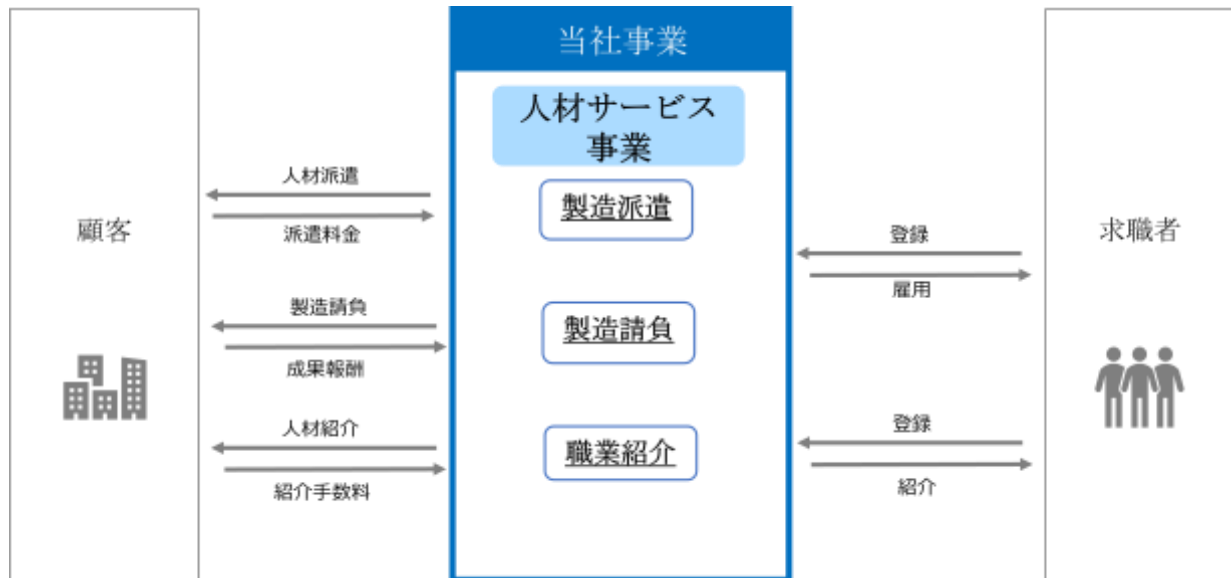 当社事業
人材サービス
事業
人材派遣
派遣料金
製造派遣
顧客
登録
雇用
求職者
製造請負
成果報酬
製造請負
人材紹介
紹介手数料
職業紹介
登録
紹介